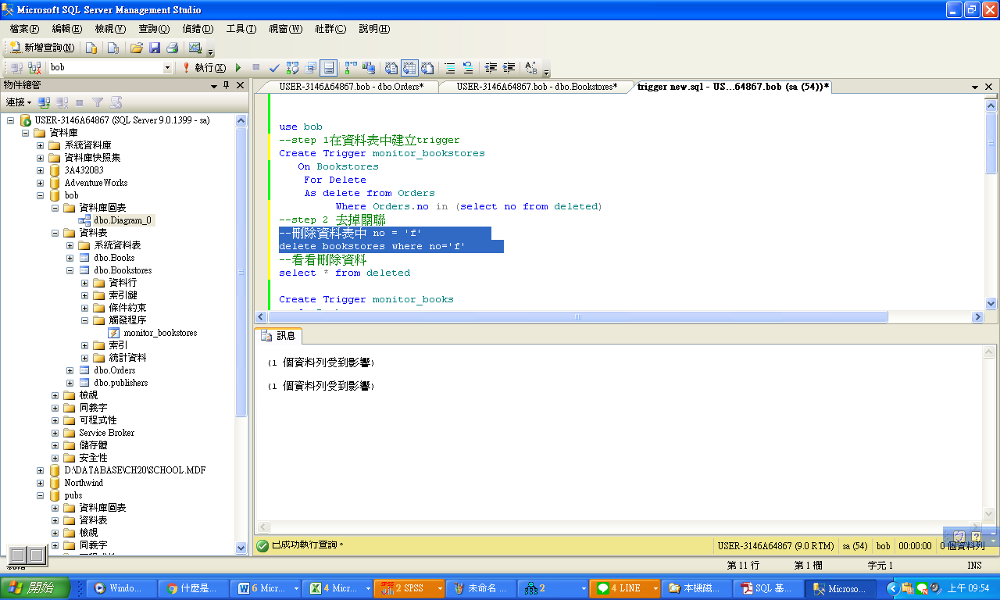 Microsoft SQL Server Management Studio
檔案(F) 編輯(E) 檢視(V) 查詢(Q) 偵錯(D) 工具(T) 視窗(W) 社群(C) 說明(H)
新增查詢(N)
bob 執行(X)
物件總管
連接
USER-3146A64867 (SQL Server 9.0.1399 - sa)
資料庫
系統資料庫
資料庫快照集
3A432083
AdventureWorks
bob
資料庫圖表
dbo.Diagram_0
資料表
系統資料表
dbo.Books
dbo.Bookstores
資料行
索引鍵
條件約束
觸發程序
monitor_bookstores
索引
統計資料
dbo.Orders
dbo.publishers
檢視
同義字
可程式性
Service Broker
儲存體
安全性
D:\DATABASE\CH20\SCHOOL.MDF
Northwind
pubs
資料庫圖表
資料表
檢視
同義字
USER-3146A64867.bob - dbo.Orders* USER-3146A64867.bob - dbo.Bookstores* trigger new.sql - US...64867.bob (sa (54))*
use bob
--step 1在資料表中建立trigger
Create Trigger monitor_bookstores
On Bookstores
For Delete
As delete from Orders
Where Orders.no in (select no from deleted)
--step 2 去掉關聯
--刪除資料表中 no = 'f'
delete bookstores where no='f'
--看看刪除資料
select * from deleted
Create Trigger monitor_books
訊息
(1 個資料列受到影響)
(1 個資料列受到影響)
已成功執行查詢。 USER-3146A64867 (9.0 RTM) sa (54) bob 00:00:00 0 個資料列
第 11 行 第 1 欄 字元 1 INS
開始 Windo... 什麼是... 6 Micr... 4 Micr... 2 SPSS 未命名 ... 2 4 LINE 本機磁... SQL 基... Microso... 上午 09:54